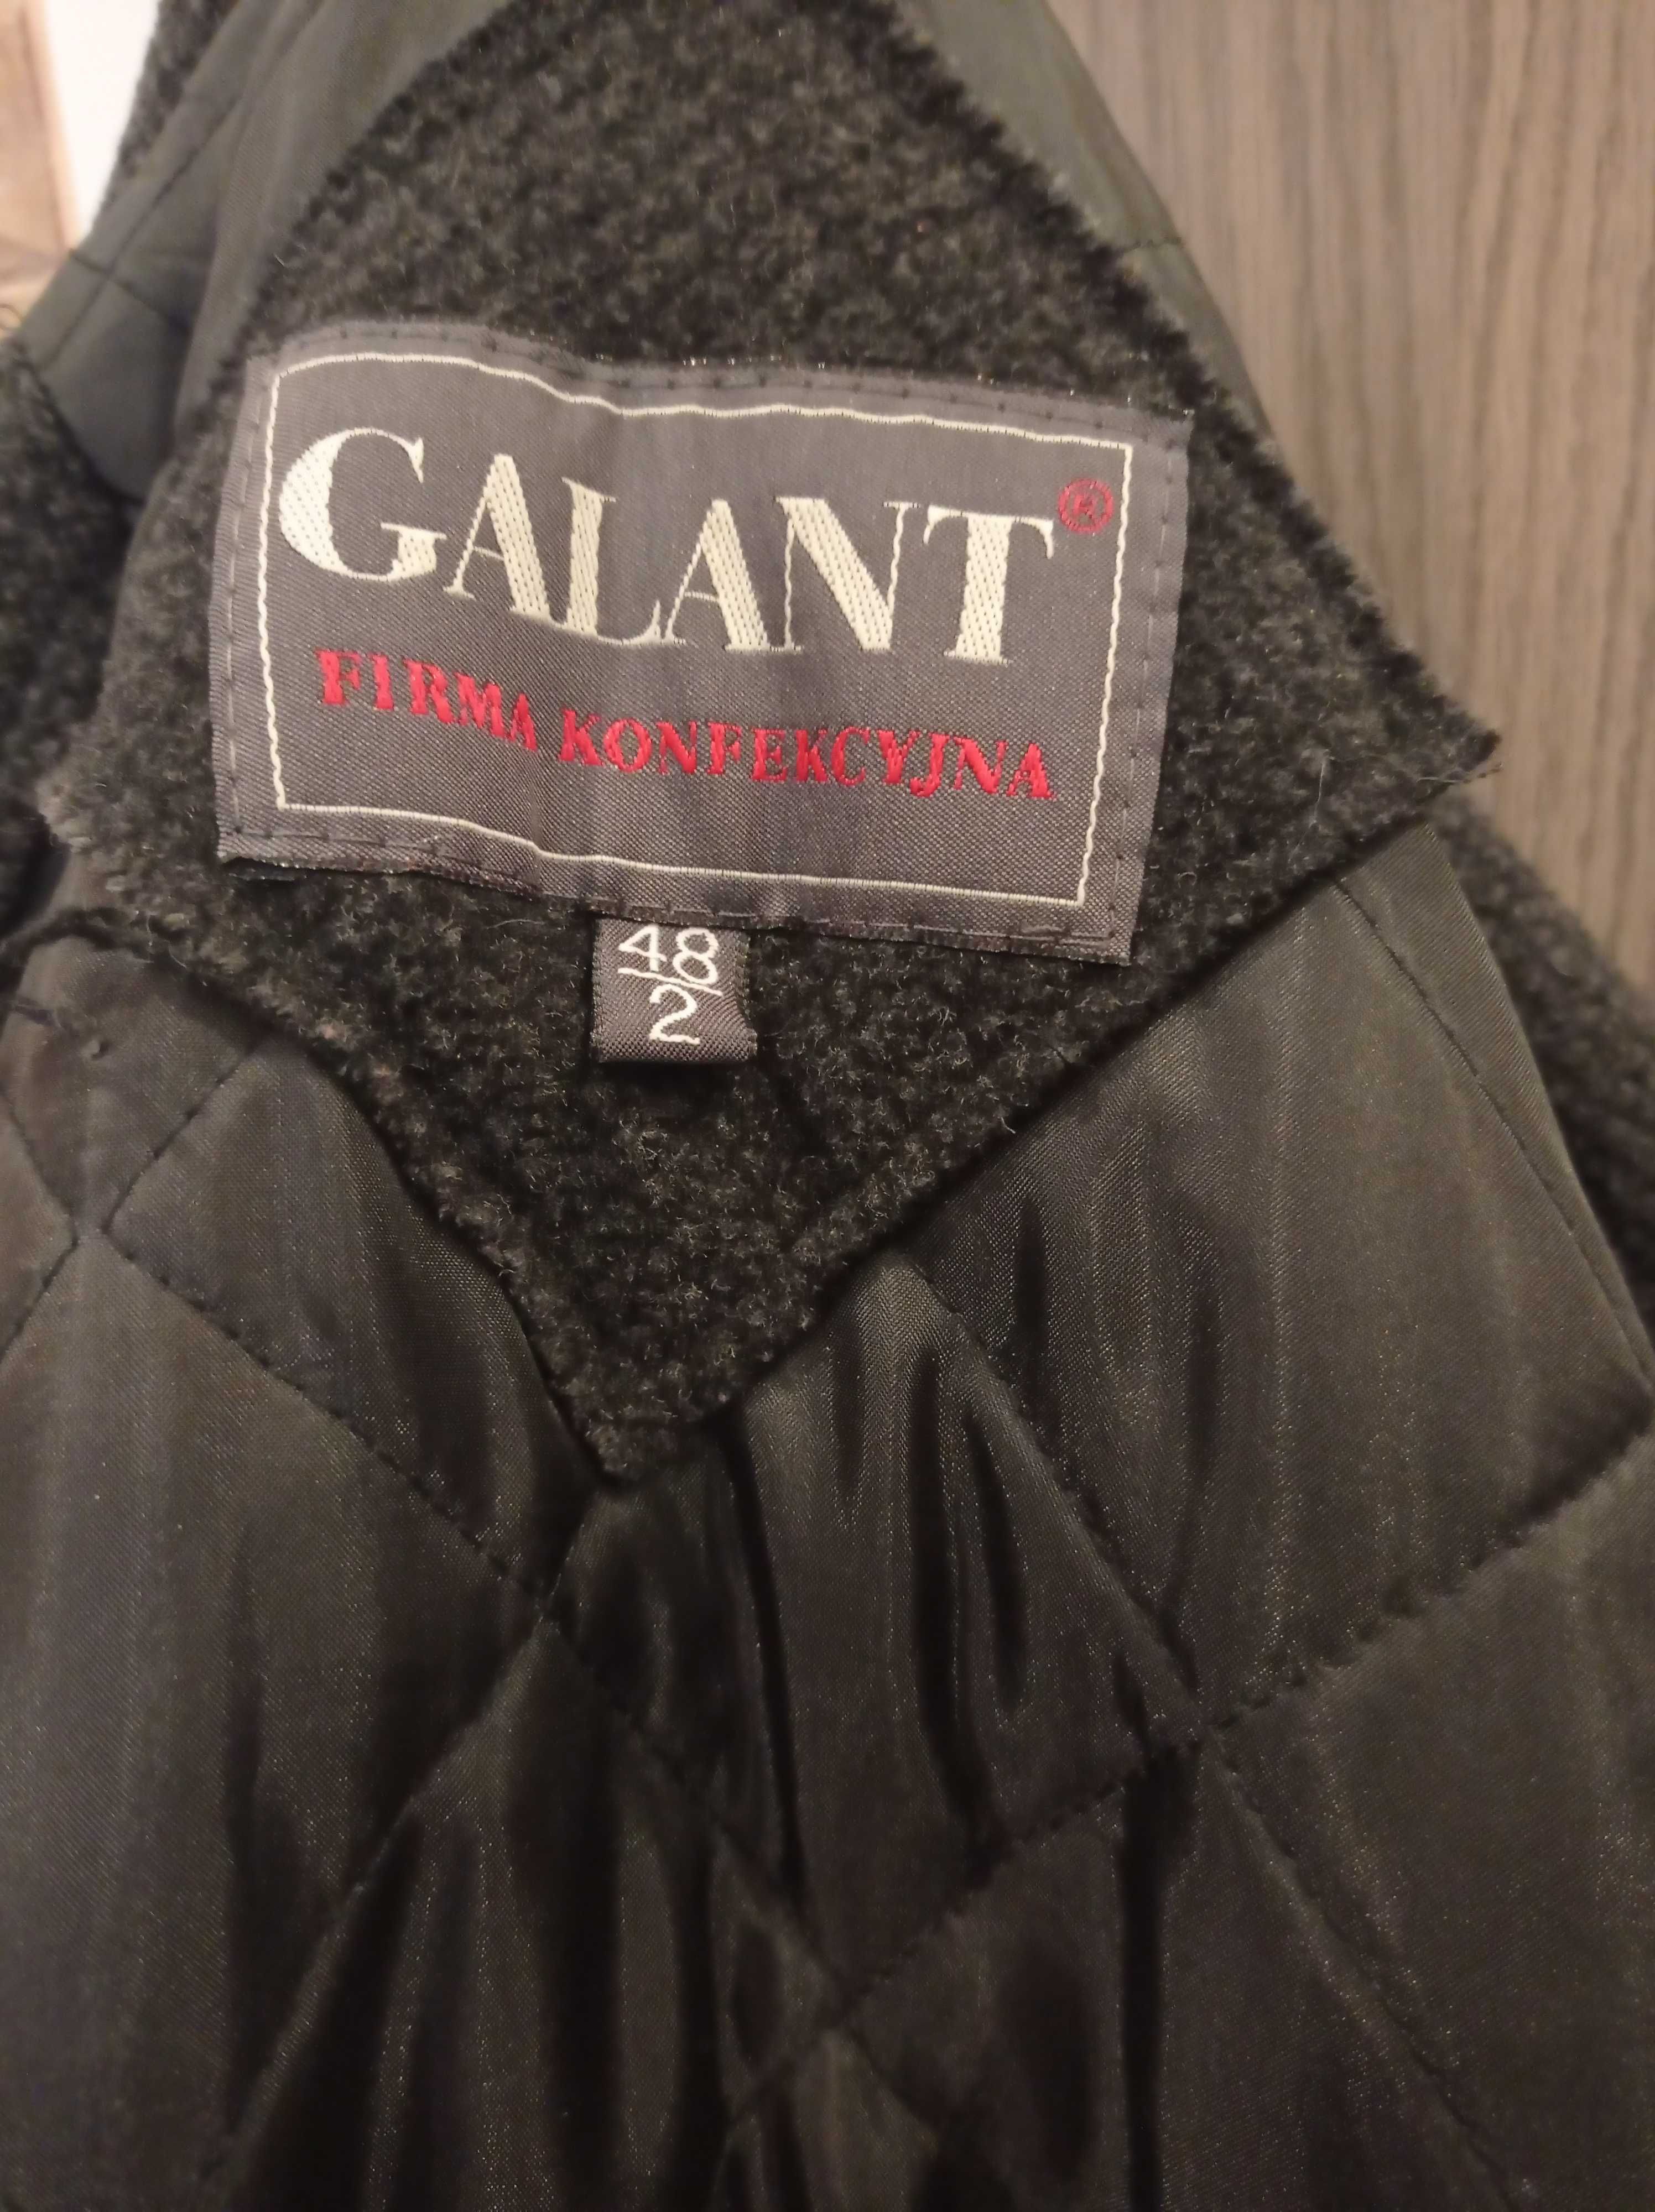 GALANT®
FIRMA KONFEKCYJNA
48
2